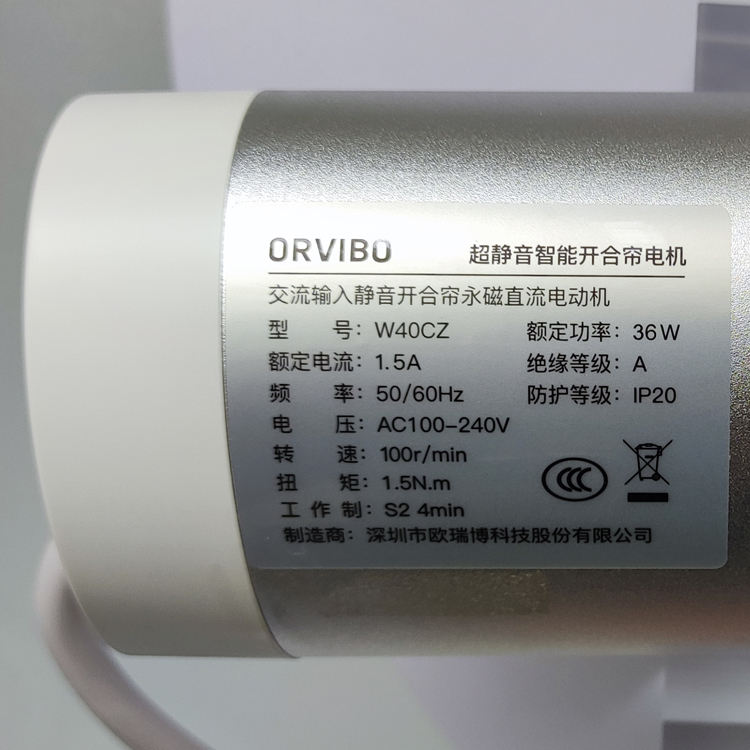 ORVIBO 超静音智能开合帘电机
交流输入静音开合帘永磁直流电动机
型 号：W40CZ 额定功率：36W
额定电流：1.5A 绝缘等级：A
频 率：50/60Hz 防护等级：IP20
电 压：AC100-240V
转 速：100r/min
扭 矩：1.5N.m
工 作 制：S2 4min
制造商：深圳市欧瑞博科技股份有限公司
CCC